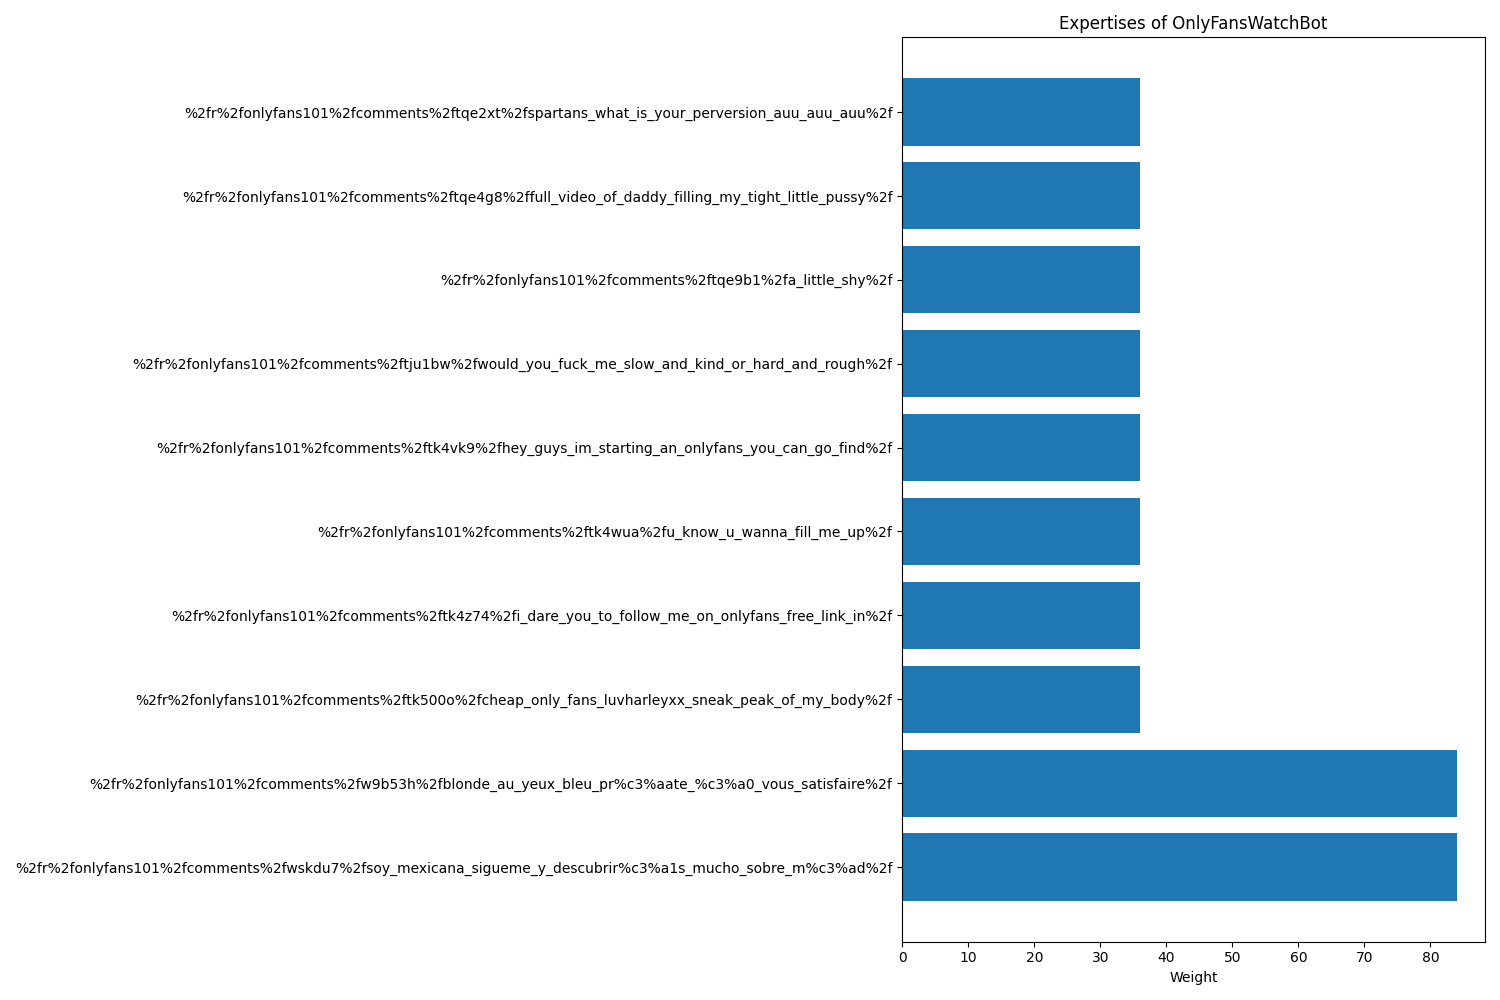 Expertises of OnlyFansWatchBot
%2fr%2fonlyfans101%2fcomments%2ftqe2xt%2fspartans_what_is_your_perversion_auu_auu_auu%2f
%2fr%2fonlyfans101%2fcomments%2ftqe4g8%2ffull_video_of_daddy_filling_my_tight_little_pussy%2f
%2fr%2fonlyfans101%2fcomments%2ftqe9b1%2fa_little_shy%2f
%2fr%2fonlyfans101%2fcomments%2ftju1bw%2fwould_you_fuck_me_slow_and_kind_or_hard_and_rough%2f
%2fr%2fonlyfans101%2fcomments%2ftk4vk9%2fhey_guys_im_starting_an_onlyfans_you_can_go_find%2f
%2fr%2fonlyfans101%2fcomments%2ftk4wua%2fu_know_u_wanna_fill_me_up%2f
%2fr%2fonlyfans101%2fcomments%2ftk4z74%2fi_dare_you_to_follow_me_on_onlyfans_free_link_in%2f
%2fr%2fonlyfans101%2fcomments%2ftk500o%2fcheap_only_fans_luvharleyxx_sneak_peak_of_my_body%2f
%2fr%2fonlyfans101%2fcomments%2fw9b53h%2fblonde_au_yeux_bleu_pr%c3%aate_%c3%a0_vous_satisfaire%2f
%2fr%2fonlyfans101%2fcomments%2fwskdu7%2fsoy_mexicana_sigueme_y_descubrir%c3%a1s_mucho_sobre_m%c3%ad%2f
0 10 20 30 40 50 60 70 80
Weight